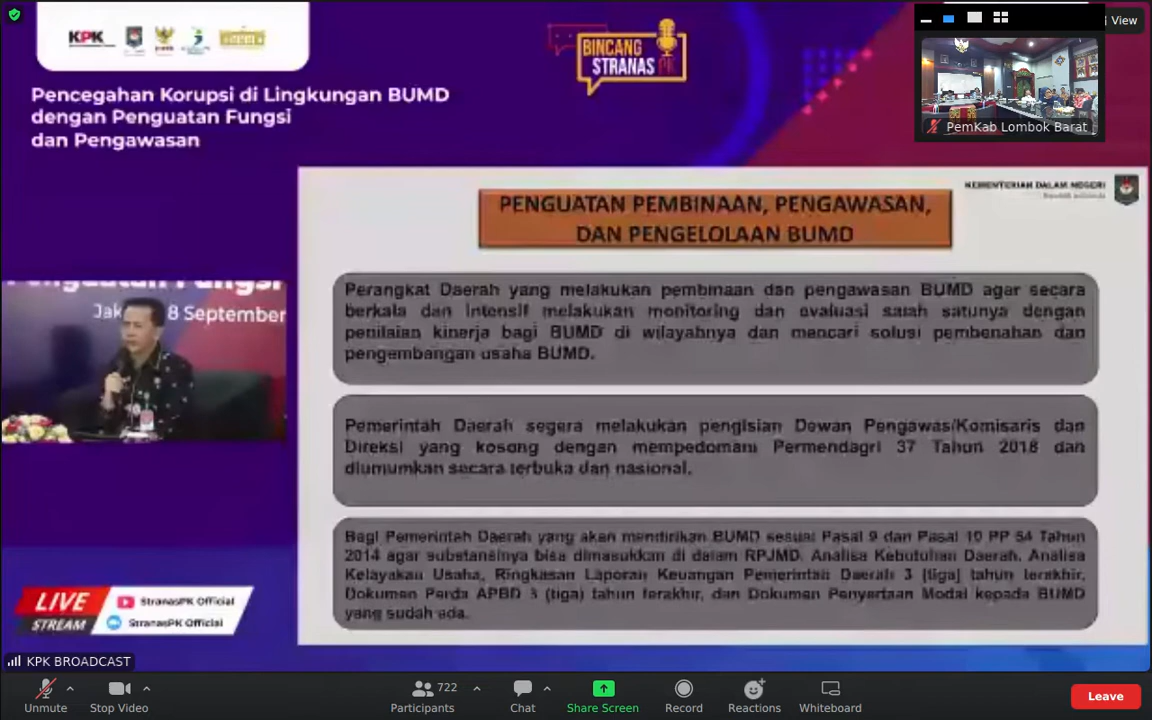 KPK
Pencegahan Korupsi di Lingkungan BUMD
dengan Penguatan Fungsi
dan Pengawasan
BINCANG
STRANAS PK
View
PemKab Lombok Barat
KEMENTERIAN DALAM NEGERI
Republik Indonesia
PENGUATAN PEMBINAAN, PENGAWASAN,
DAN PENGELOLAAN BUMD
Perangkat Daerah yang melakukan pembinaan dan pengawasan BUMD agar secara
berkala dan intensif melakukan monitoring dan evaluasi salah satunya dengan
penilaian kinerja bagi BUMD di wilayahnya dan mencari solusi pembenahan dan
pengembangan usaha BUMD.
Pemerintah Daerah segera melakukan pengisian Dewan Pengawas/Komisaris dan
Direksi yang kosong dengan mempedomani Permendagri 37 Tahun 2018 dan
diumumkan secara terbuka dan nasional.
Bagi Pemerintah Daerah yang akan mendirikan BUMD sesuai Pasal 9 dan Pasal 10 PP 54 Tahun
2014 agar substansinya bisa dimasukkan di dalam RPJMD, Analisa Kebutuhan Daerah, Analisa
Kelayakan Usaha, Ringkasan Laporan Keuangan Pemerintah Daerah 3 (tiga) tahun terakhir,
Dokumen Perda APBD 3 (tiga) tahun terakhir, dan Dokumen Penyertaan Modal kepada BUMD
yang sudah ada.
Penguatan Fungsi
8 September
LIVE
STREAM
StranasPK Official
StranasPK Official
KPK BROADCAST
Unmute
Stop Video
722
Participants
Chat
Share Screen
Record
Reactions
Whiteboard
Leave